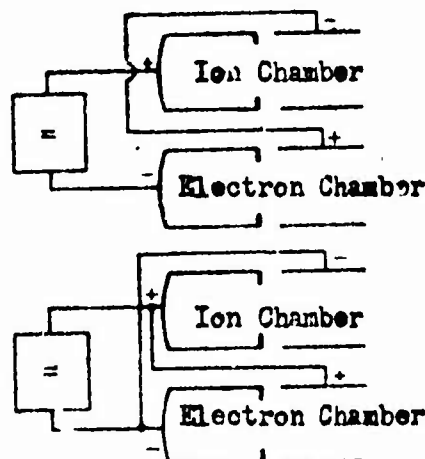 -
+
Ion Chamber
=
+
-
Electron Chamber
-
+
Ion Chamber
=
+
Electron Chamber
-